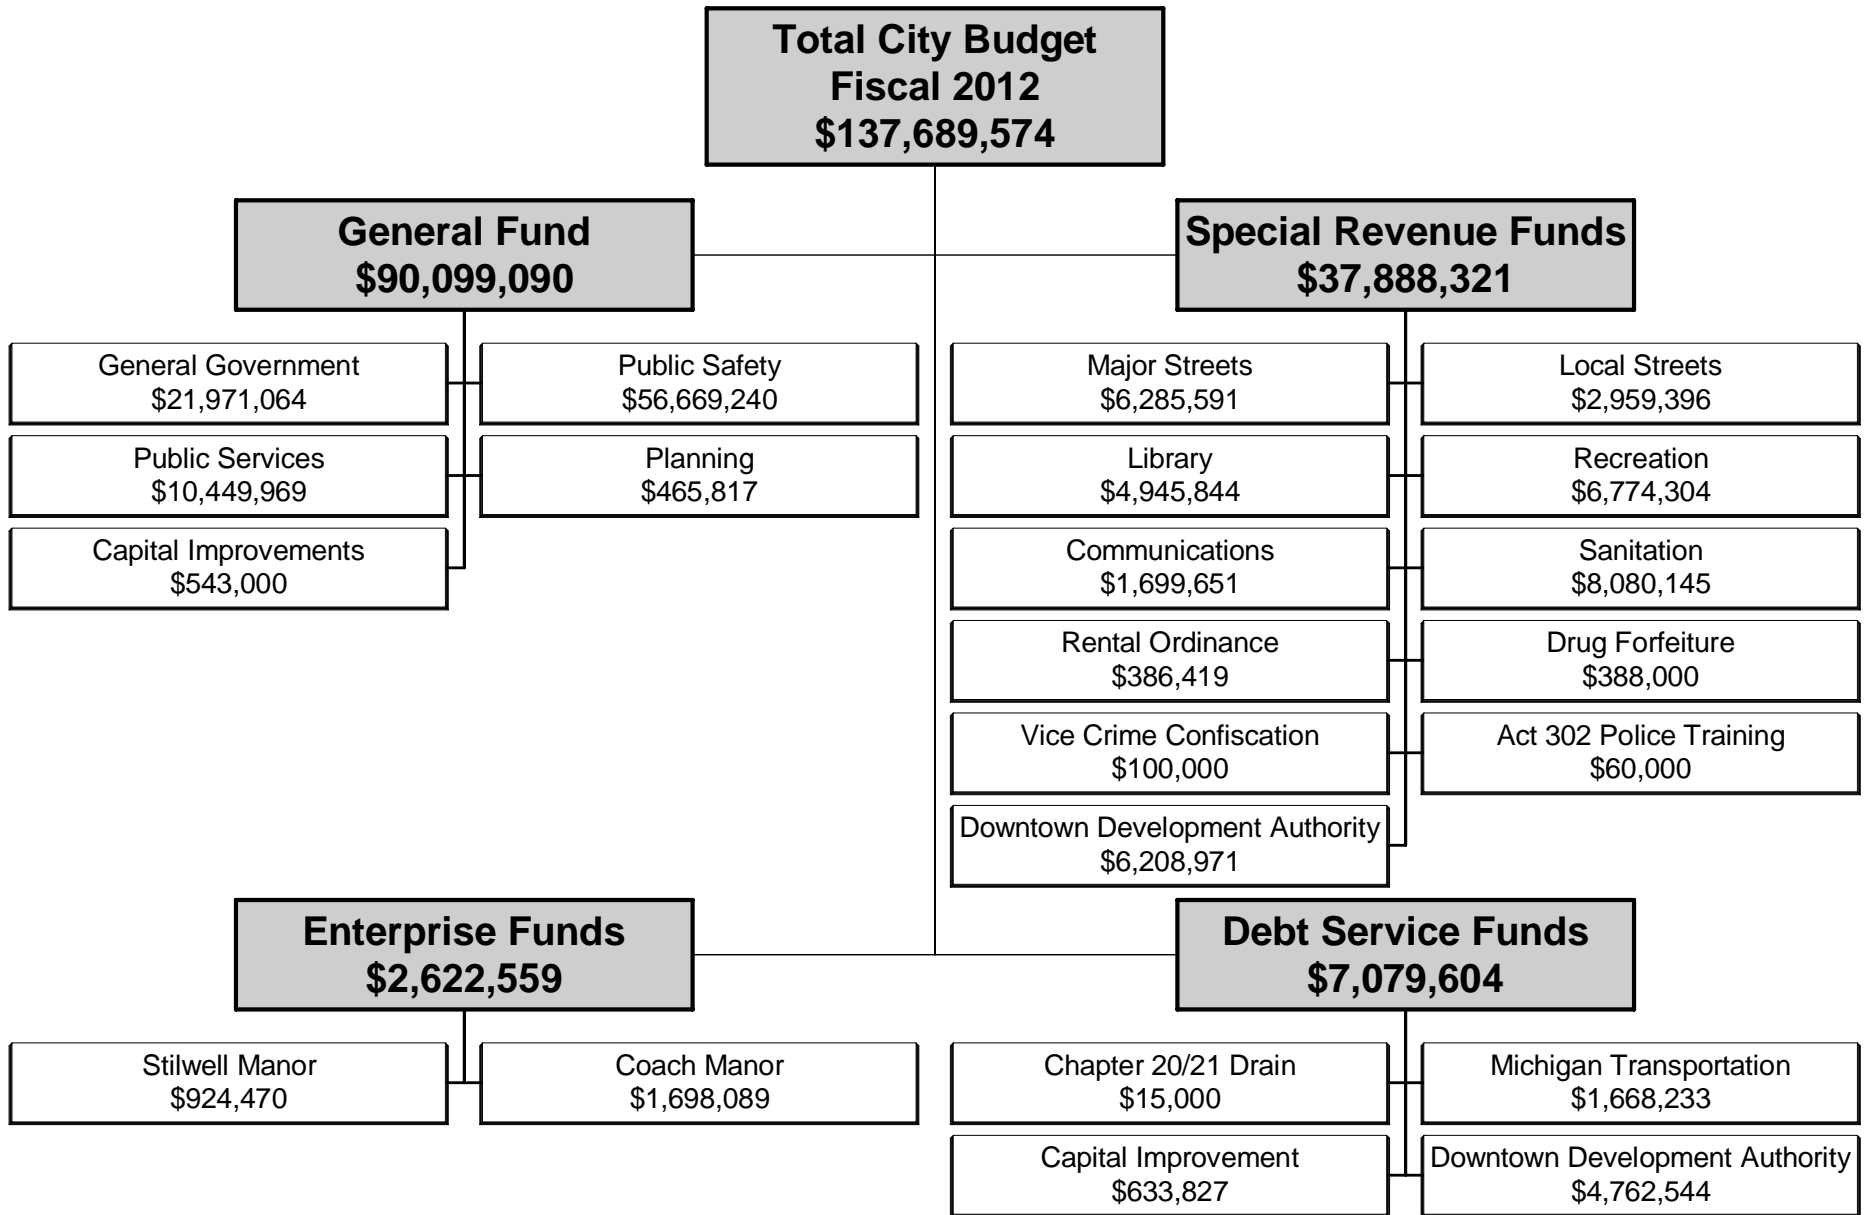 Total City Budget
Fiscal 2012
$137,689,574
General Fund
$90,099,090
Special Revenue Funds
$37,888,321
General Government
$21,971,064
Public Safety
$56,669,240
Public Services
$10,449,969
Planning
$465,817
Capital Improvements
$543,000
Major Streets
$6,285,591
Local Streets
$2,959,396
Library
$4,945,844
Recreation
$6,774,304
Communications
$1,699,651
Sanitation
$8,080,145
Rental Ordinance
$386,419
Drug Forfeiture
$388,000
Vice Crime Confiscation
$100,000
Act 302 Police Training
$60,000
Downtown Development Authority
$6,208,971
Enterprise Funds
$2,622,559
Debt Service Funds
$7,079,604
Stilwell Manor
$924,470
Coach Manor
$1,698,089
Chapter 20/21 Drain
$15,000
Michigan Transportation
$1,668,233
Capital Improvement
$633,827
Downtown Development Authority
$4,762,544